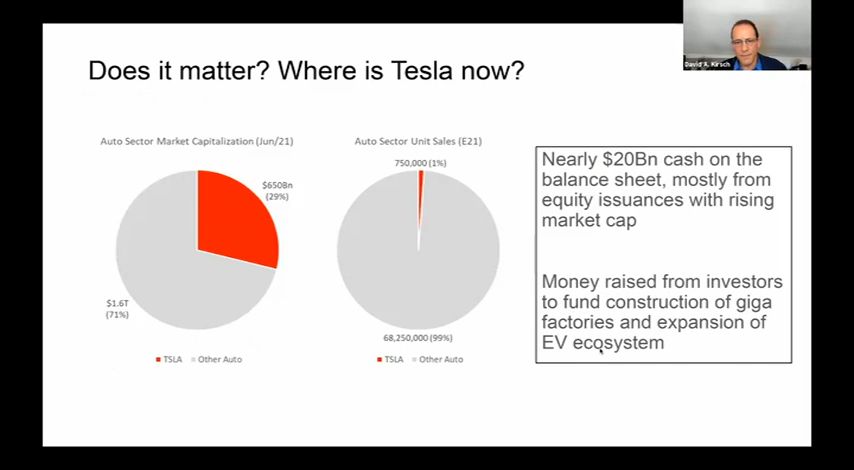 David A. Kirsch
Does it matter? Where is Tesla now?
Auto Sector Market Capitalization (Jun/21)
$650Bn
(29%)
$1.6T
(71%)
TSLA
Other Auto
Auto Sector Unit Sales (E21)
750,000 (1%)
68,250,000 (99%)
TSLA
Other Auto
Nearly $20Bn cash on the
balance sheet, mostly from
equity issuances with rising
market cap
Money raised from investors
to fund construction of giga
factories and expansion of
EV ecosystem